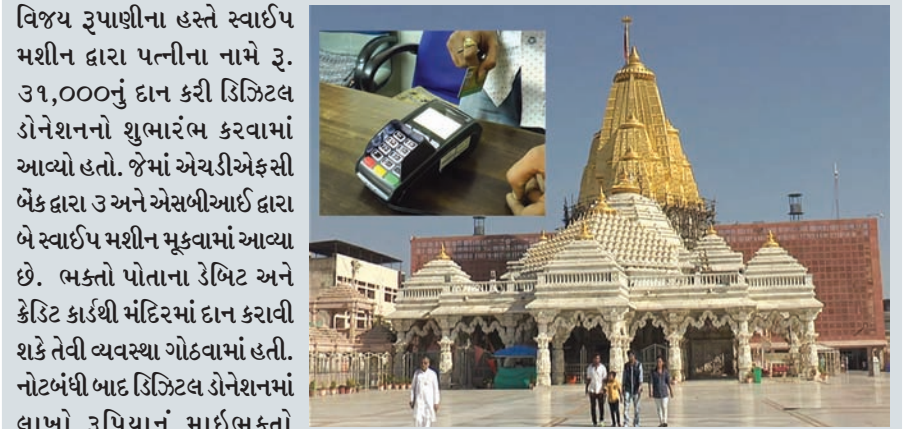 વિજય રૂપાણીના હસ્તે સ્વાઈપ
મશીન દ્વારા પત્નીના નામે રૂ.
૩૧,૦૦૦નું દાન કરી ડિઝિટલ
ડોનેશનનો શુભારંભ કરવામાં
આવ્યો હતો. જેમાં એચડીએફસી
બેંક દ્વારા ૩ અને એસબીઆઈ દ્વારા
બે સ્વાઈપ મશીન મૂકવામાં આવ્યા
છે. ભક્તો પોતાના ડેબિટ અને
ક્રેડિટ કાર્ડથી મંદિરમાં દાન કરાવી
શકે તેવી વ્યવસ્થા ગોઠવામાં હતી.
નોટબંધી બાદ ડિઝિટલ ડોનેશનમાં
લાખો રૂપિયાનું માઇભક્તો